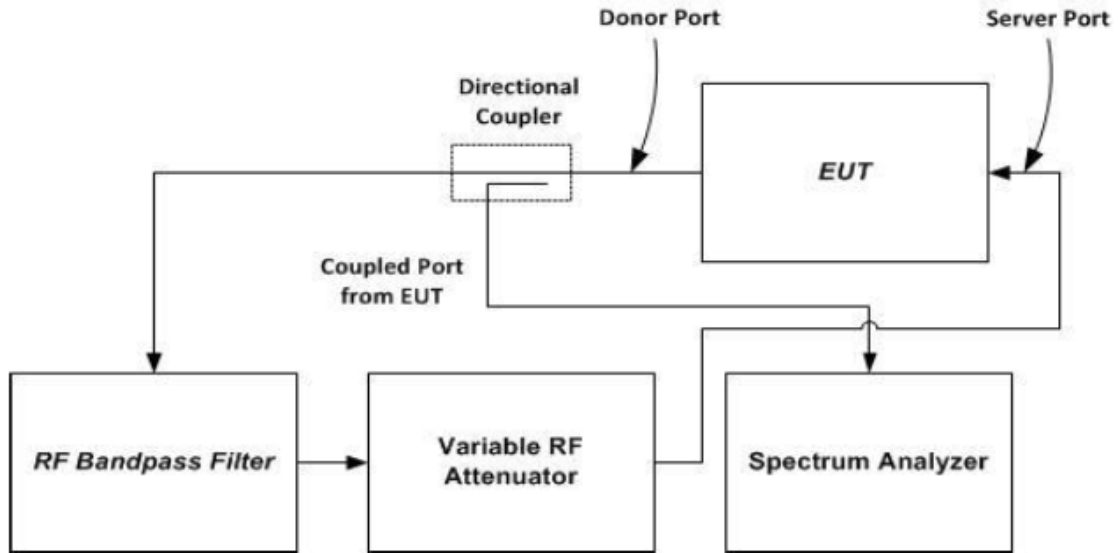 Donor Port
Server Port
Directional
Coupler
EUT
Coupled Port
from EUT
RF Bandpass Filter
Variable RF
Attenuator
Spectrum Analyzer